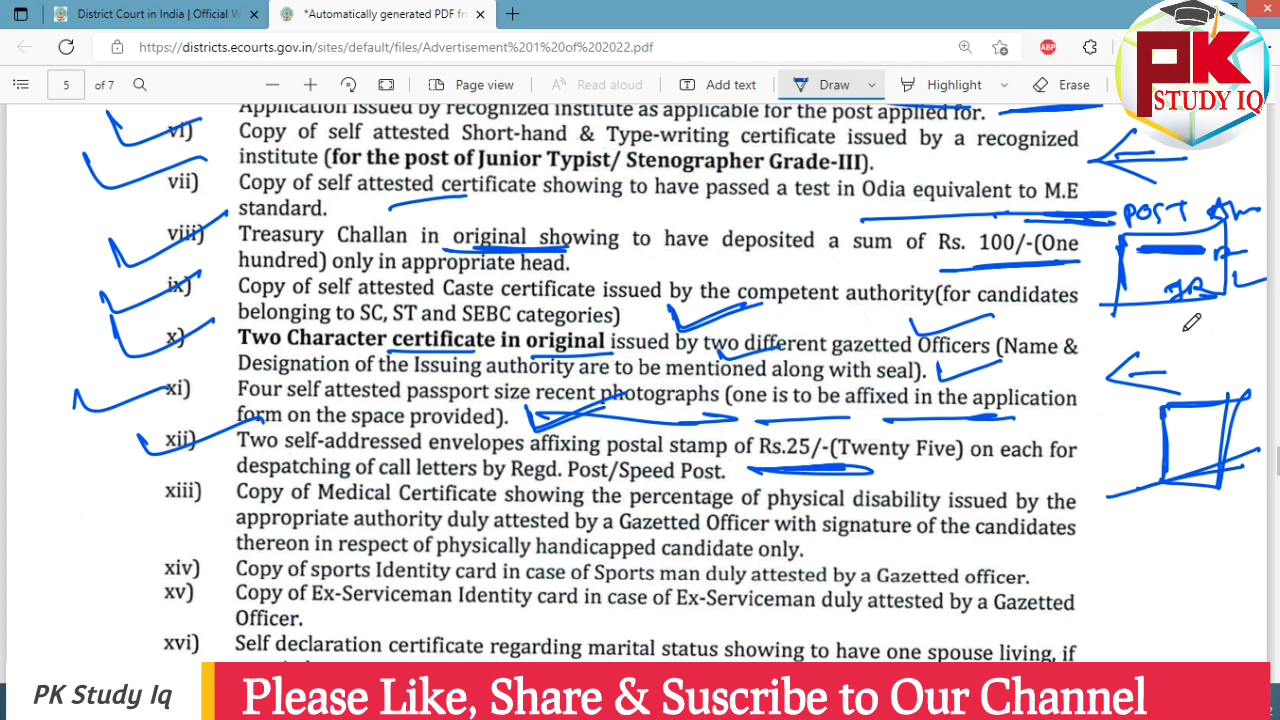 District Court in India | Official W
*Automatically generated PDF fr
https://districts.ecourts.gov.in/sites/default/files/Advertisement%201%20of%202022.pdf
ABP
5 of 7
Page view
Read aloud
Add text
Draw
Highlight
Erase
PK
STUDY IQ
Application issued by recognized institute as applicable for the post applied for.
vi) Copy of self attested Short-hand & Type-writing certificate issued by a recognized
institute (for the post of Junior Typist/ Stenographer Grade-III).
vii) Copy of self attested certificate showing to have passed a test in Odia equivalent to M.E
standard.
POST
viii) Treasury Challan in original showing to have deposited a sum of Rs. 100/-(One
hundred) only in appropriate head.
ix) Copy of self attested Caste certificate issued by the competent authority(for candidates
belonging to SC, ST and SEBC categories)
x) Two Character certificate in original issued by two different gazetted Officers (Name &
Designation of the Issuing authority are to be mentioned along with seal).
xi) Four self attested passport size recent photographs (one is to be affixed in the application
form on the space provided).
xii) Two self-addressed envelopes affixing postal stamp of Rs.25/-(Twenty Five) on each for
despatching of call letters by Regd. Post/Speed Post.
xiii) Copy of Medical Certificate showing the percentage of physical disability issued by the
appropriate authority duly attested by a Gazetted Officer with signature of the candidates
thereon in respect of physically handicapped candidate only.
xiv) Copy of sports Identity card in case of Sports man duly attested by a Gazetted officer.
xv) Copy of Ex-Serviceman Identity card in case of Ex-Serviceman duly attested by a Gazetted
Officer.
xvi) Self declaration certificate regarding marital status showing to have one spouse living, if
PK Study Iq
Please Like, Share & Suscribe to Our Channel